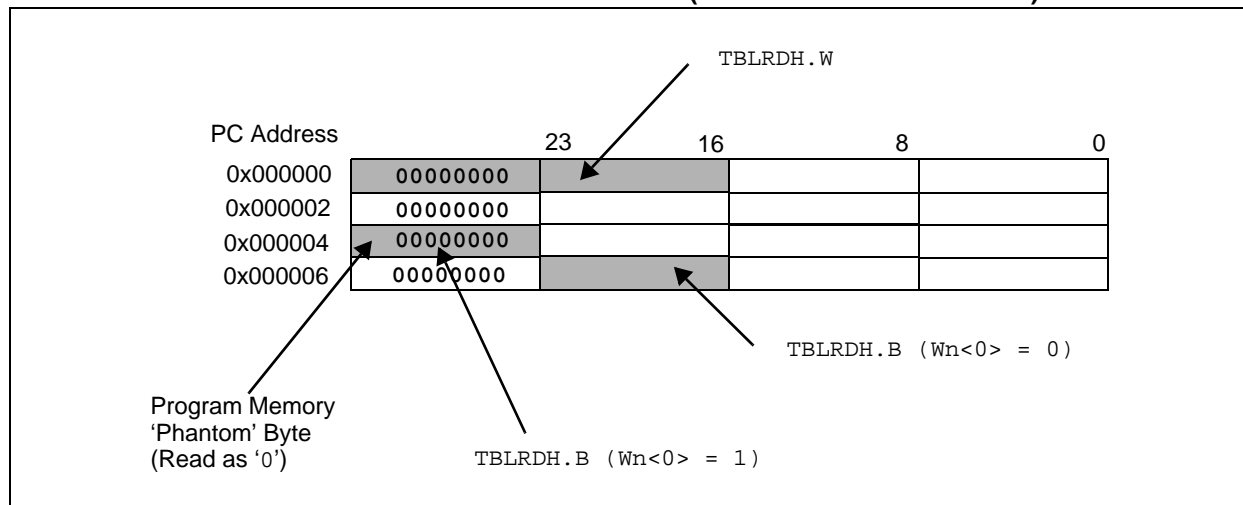 TBLRDH.W
PC Address 23 16 8 0
0x000000 00000000
0x000002 00000000
0x000004 00000000
0x000006 00000000
TBLRDH.B (Wn<0> = 0)
Program Memory
‘Phantom’ Byte
(Read as ‘0’)
TBLRDH.B (Wn<0> = 1)